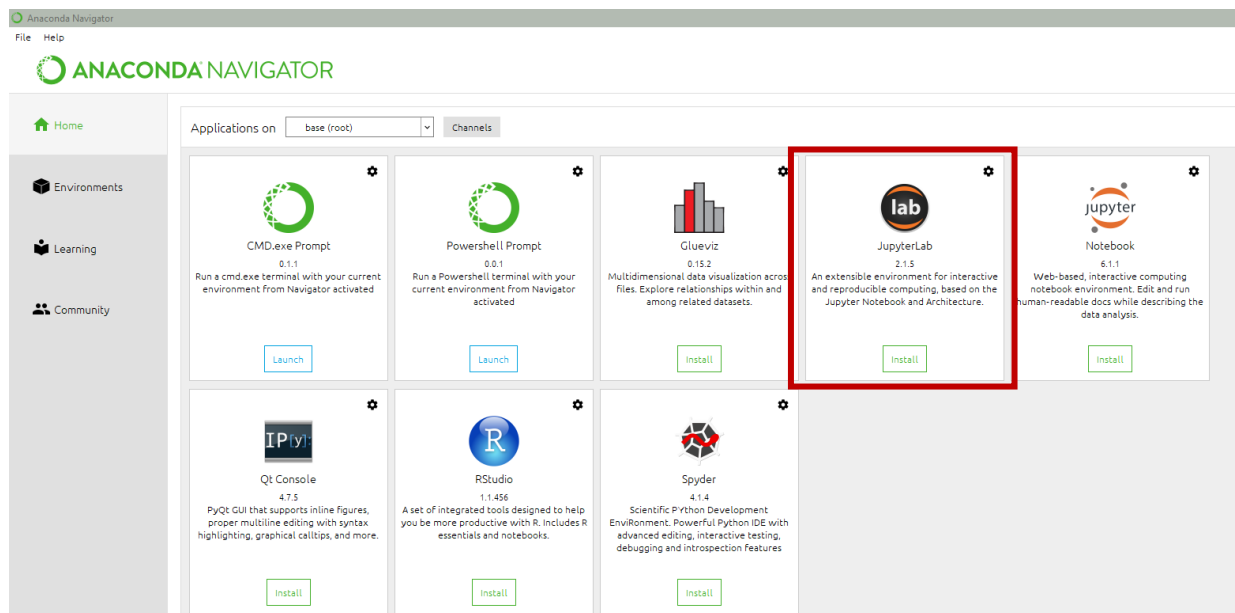 Anaconda Navigator
File Help
ANACONDA NAVIGATOR
Home
Applications on base (root) Channels
Environments
Learning
Community
CMD.exe Prompt
0.1.1
Run a cmd.exe terminal with your current
environment from Navigator activated
Launch
Powershell Prompt
0.0.1
Run a Powershell terminal with your
current environment from Navigator
activated
Launch
Glueviz
0.15.2
Multidimensional data visualization across
files. Explore relationships within and
among related datasets.
Install
lab
JupyterLab
2.1.5
An extensible environment for interactive
and reproducible computing, based on the
Jupyter Notebook and Architecture.
Install
jupyter
Notebook
6.1.1
Web-based, interactive computing
notebook environment. Edit and run
human-readable docs while describing the
data analysis.
Install
IP[y]:
Qt Console
4.7.5
PyQt GUI that supports inline figures,
proper multiline editing with syntax
highlighting, graphical calltips, and more.
Install
R
RStudio
1.1.456
A set of integrated tools designed to help
you be more productive with R. Includes R
essentials and notebooks.
Install
Spyder
4.1.4
Scientific PYthon Development
EnviRonment. Powerful Python IDE with
advanced editing, interactive testing,
debugging and introspection features
Install